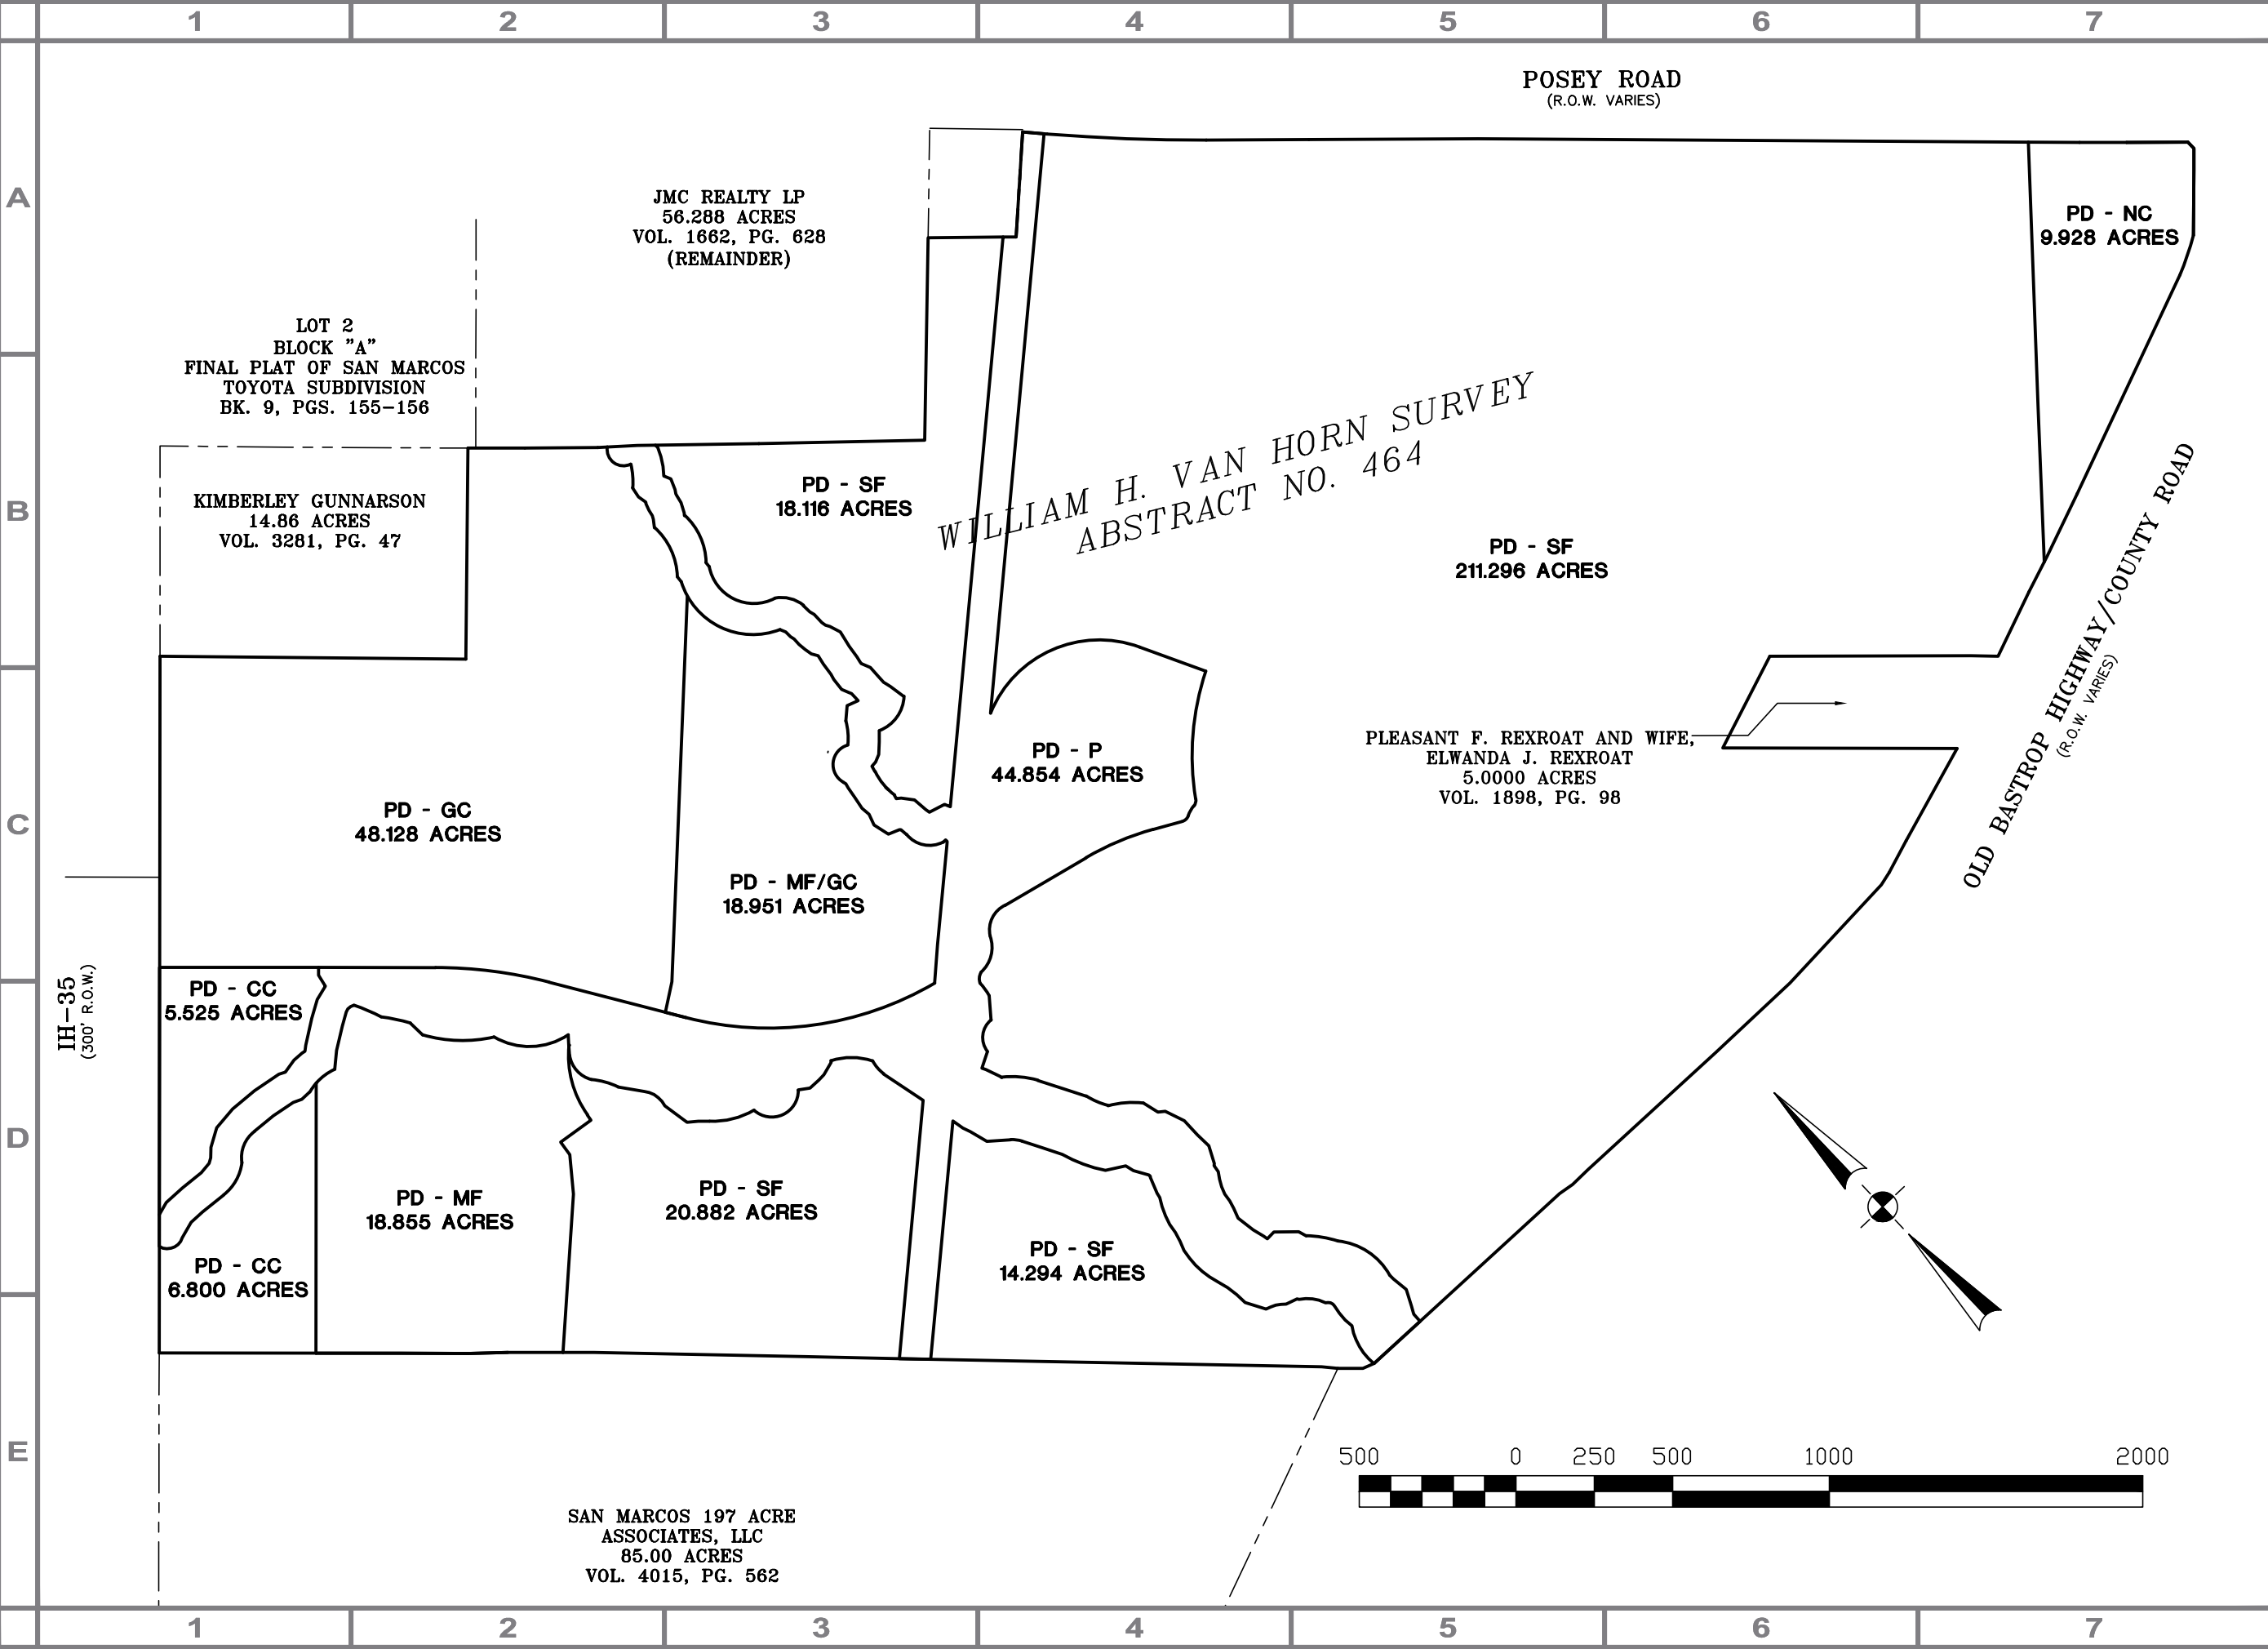 1 2 3 4 5 6 7
POSEY ROAD
(R.O.W. VARIES)
A
JMC REALTY LP
56.288 ACRES
VOL. 1662, PG. 628
(REMAINDER)
PD - NC
9.928 ACRES
LOT 2
BLOCK "A"
FINAL PLAT OF SAN MARCOS
TOYOTA SUBDIVISION
BK. 9, PGS. 155-156
WILLIAM H. VAN HORN SURVEY
ABSTRACT NO. 464
B
KIMBERLEY GUNNARSON
14.86 ACRES
VOL. 3281, PG. 47
PD - SF
18.116 ACRES
PD - SF
211.296 ACRES
OLD BASTROP HIGHWAY/COUNTY ROAD
(R.O.W. VARIES)
PLEASANT F. REXROAT AND WIFE,
ELWANDA J. REXROAT
5.0000 ACRES
VOL. 1898, PG. 98
PD - P
44.854 ACRES
C
PD - GC
48.128 ACRES
PD - MF/GC
18.951 ACRES
IH-35
(300' R.O.W.)
PD - CC
5.525 ACRES
D
PD - MF
18.855 ACRES
PD - SF
20.882 ACRES
PD - SF
14.294 ACRES
PD - CC
6.800 ACRES
E
500 0 250 500 1000 2000
SAN MARCOS 197 ACRE
ASSOCIATES, LLC
85.00 ACRES
VOL. 4015, PG. 562
1 2 3 4 5 6 7